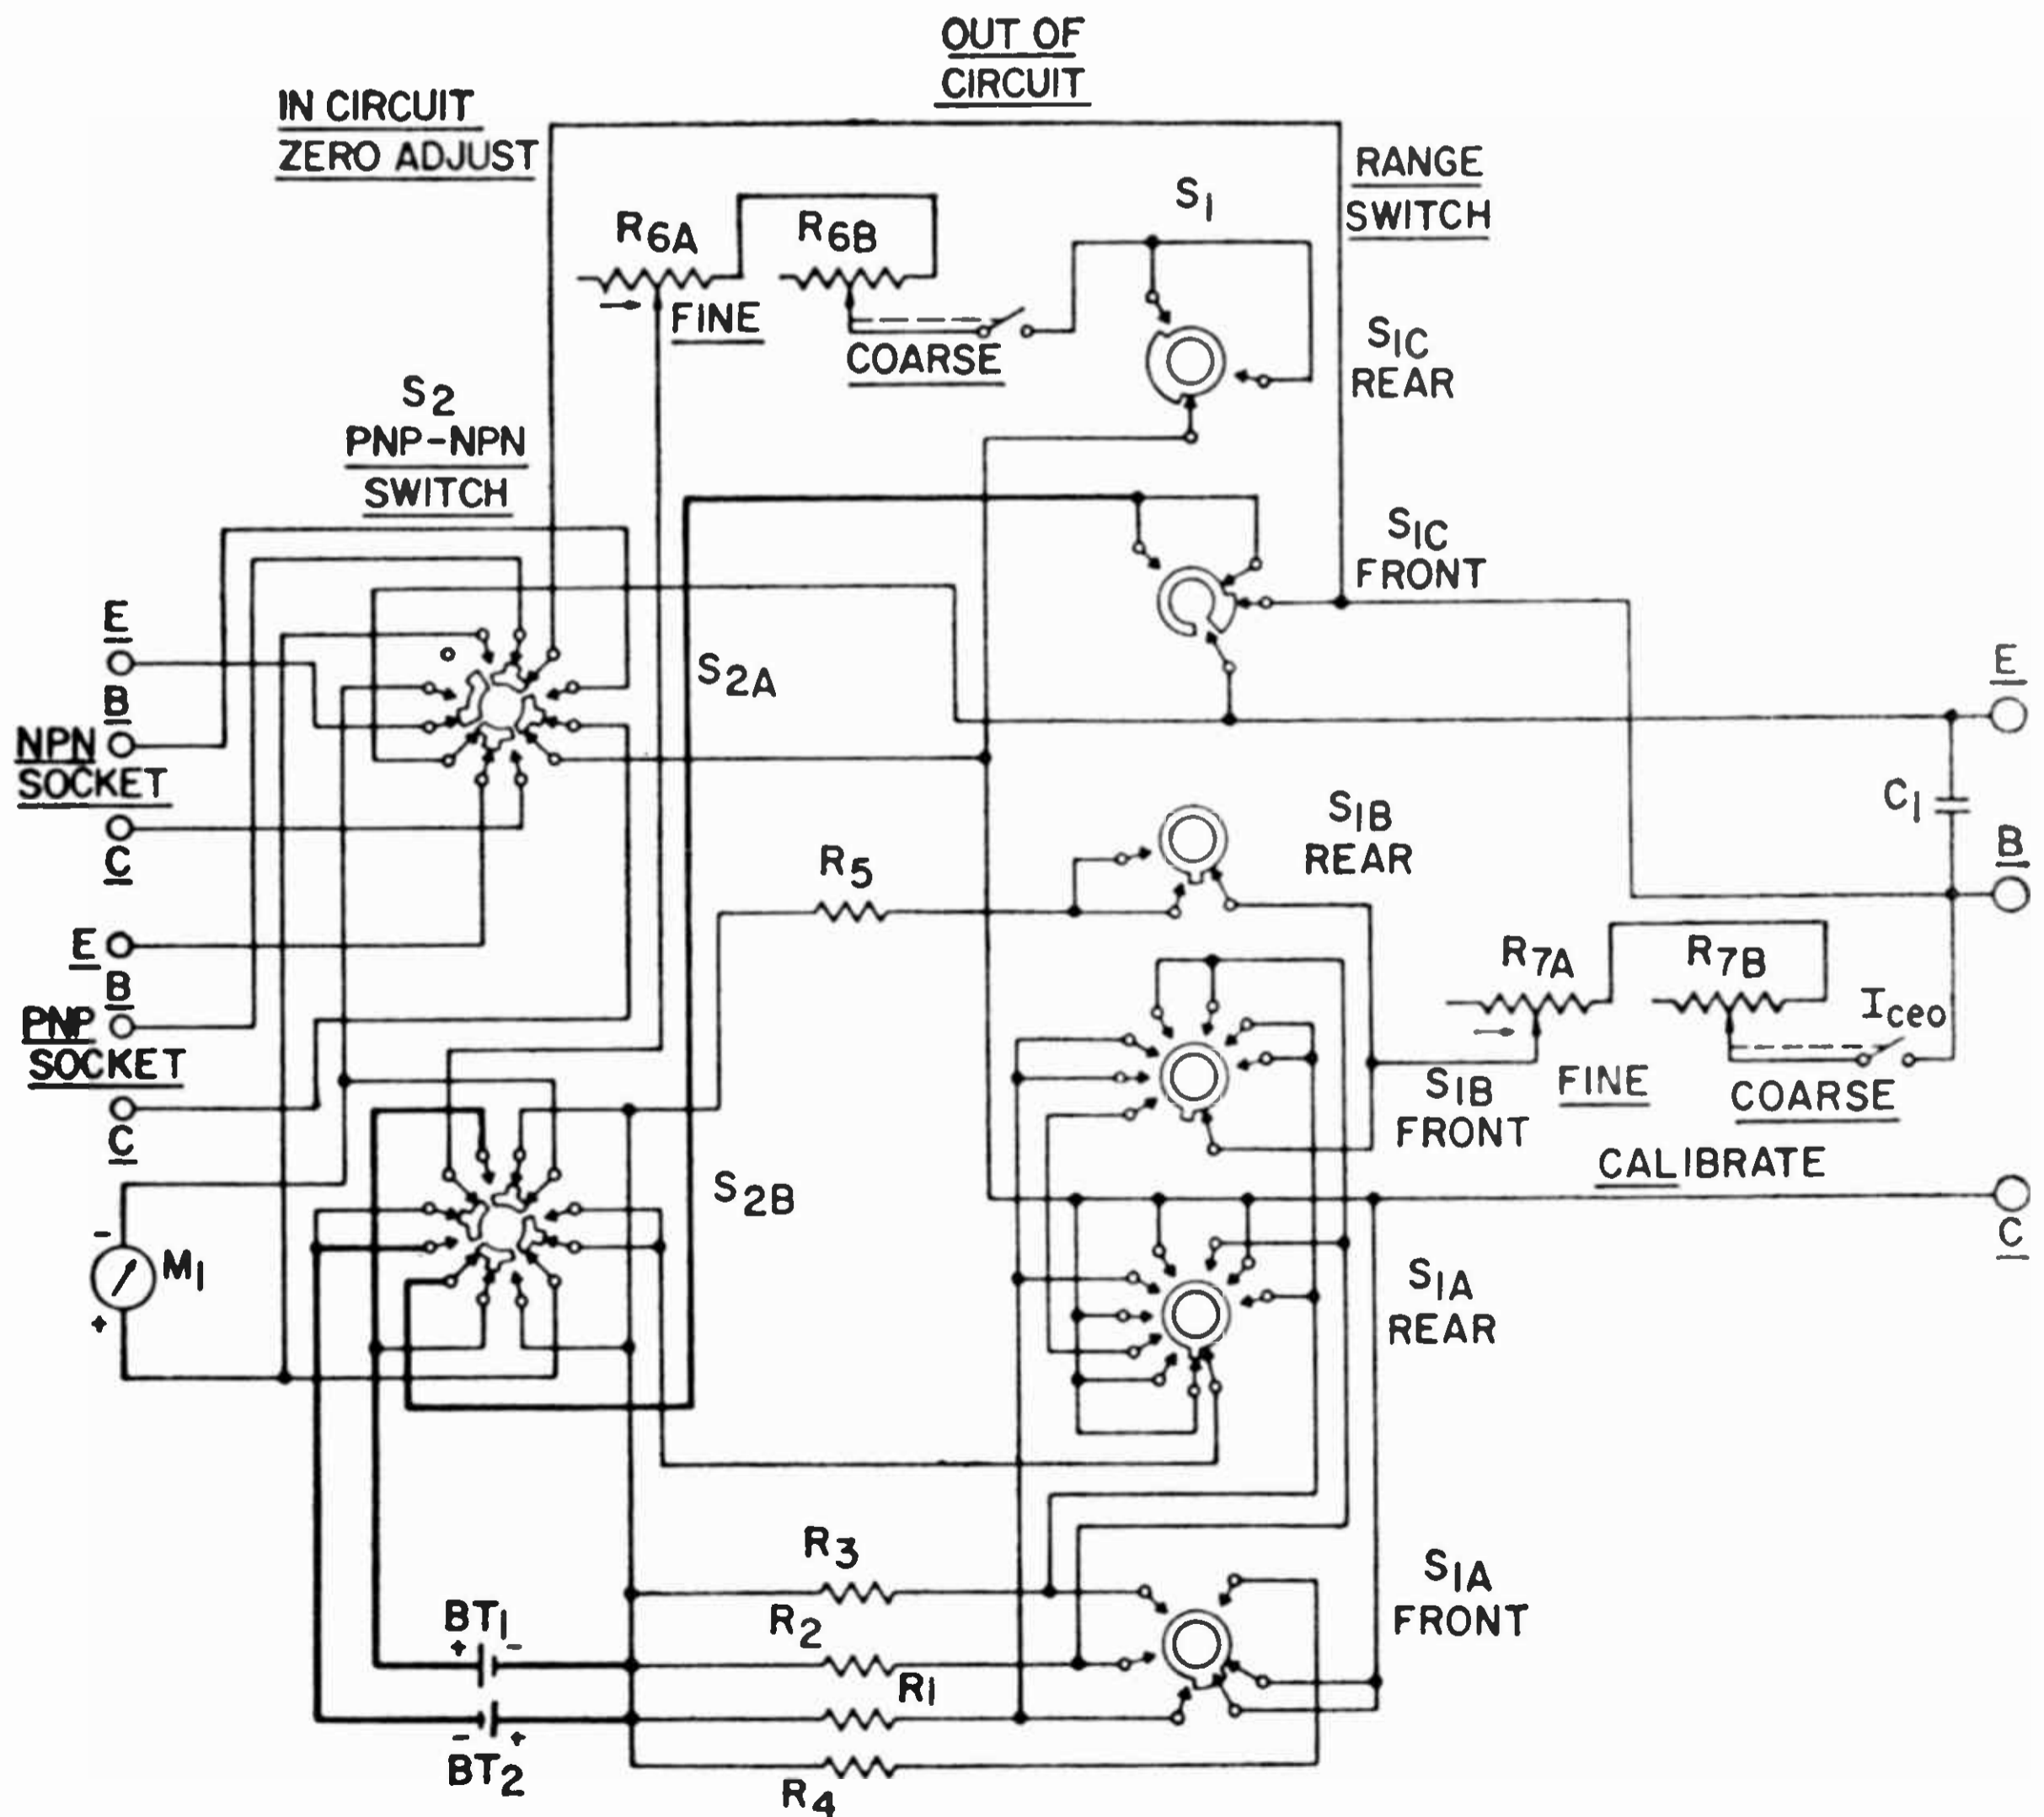 OUT OF
CIRCUIT
IN CIRCUIT
ZERO ADJUST
RANGE
SWITCH
S1
R6A
R6B
FINE
COARSE
S1C
REAR
S2
PNP-NPN
SWITCH
S1C
FRONT
E
B
NPN
SOCKET
C
S2A
E
C1
B
S1B
REAR
R5
E
B
PNP
SOCKET
C
R7A
R7B
Iceo
FINE
COARSE
S1B
FRONT
CALIBRATE
C
S2B
-
M1
+
S1A
REAR
R3
S1A
FRONT
BT1
+ -
R2
R1
- +
BT2
R4